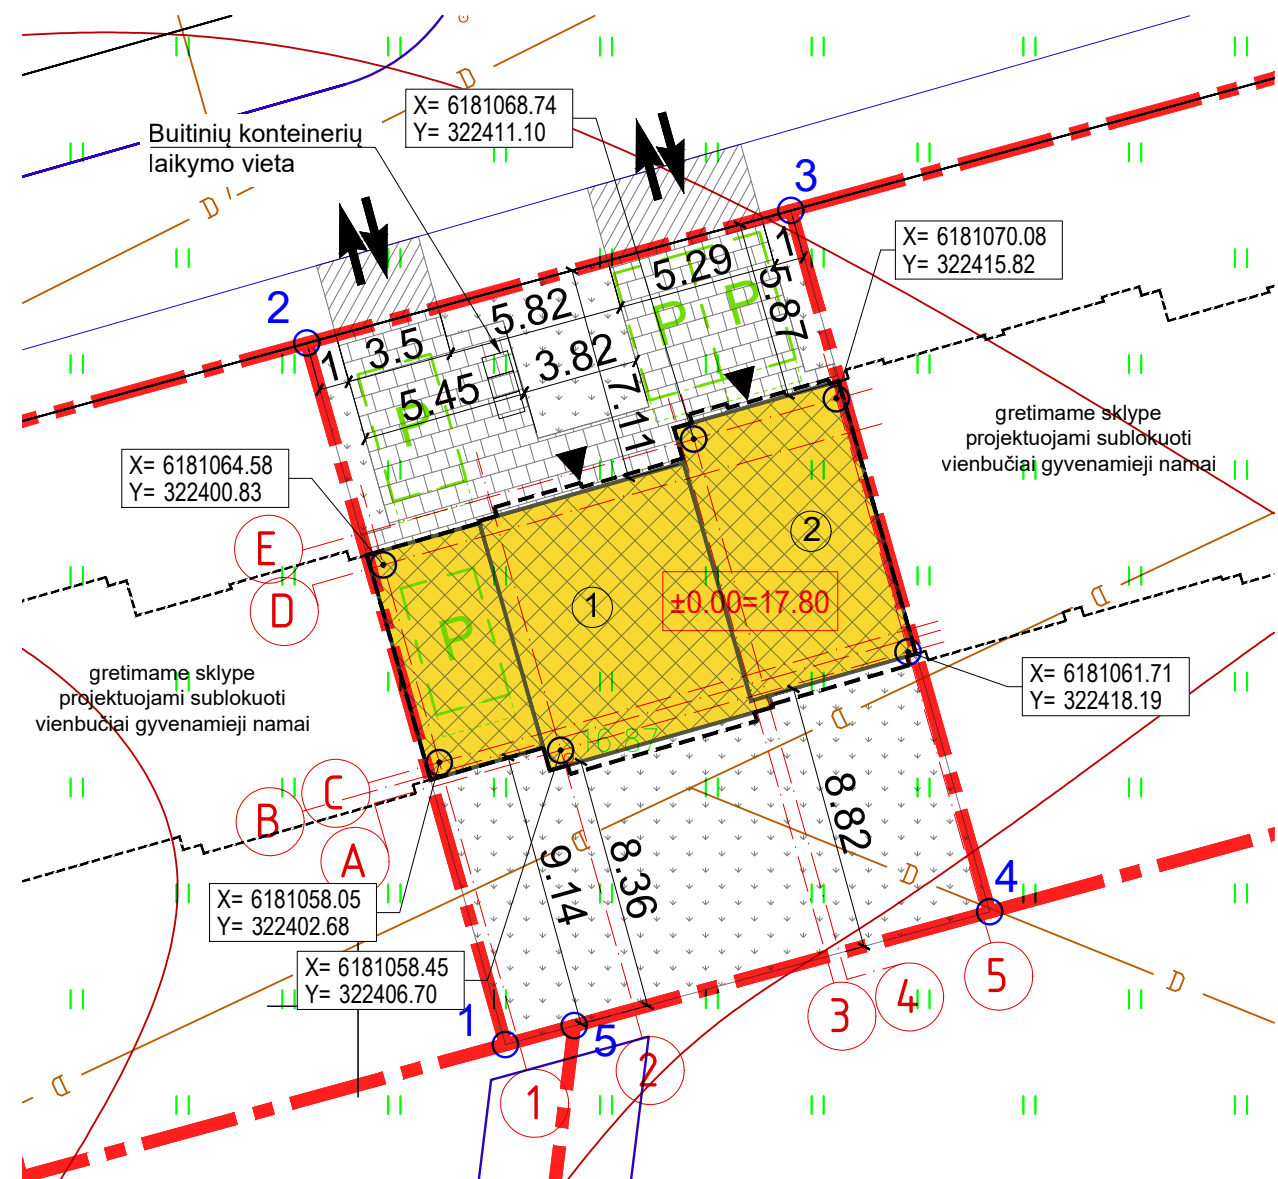 X= 6181068.74
Y= 322411.10
Buitinių konteinerių
laikymo vieta
D
D
3
X= 6181070.08
Y= 322415.82
2
5.29
1
5.87
5.82
P P
3.5
1
3.82
5.45
P
7.11
gretimame sklype
projektuojami sublokuoti
vienbučiai gyvenamieji namai
X= 6181064.58
Y= 322400.83
E
D
2
1
±0.00=17.80
P
D
gretimame sklype
projektuojami sublokuoti
vienbučiai gyvenamieji namai
X= 6181061.71
Y= 322418.19
D
16.87
C
B
A
D
8.82
9.14
8.36
D
4
X= 6181058.05
Y= 322402.68
X= 6181058.45
Y= 322406.70
5
D
4
3
1
5
2
1
D